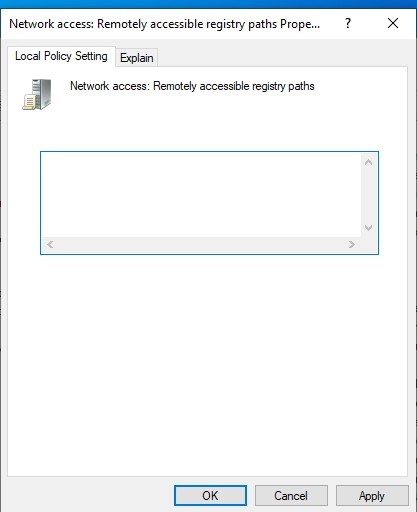 Network access: Remotely accessible registry paths Prope... ?
Local Policy Setting Explain
Network access: Remotely accessible registry paths
OK Cancel Apply